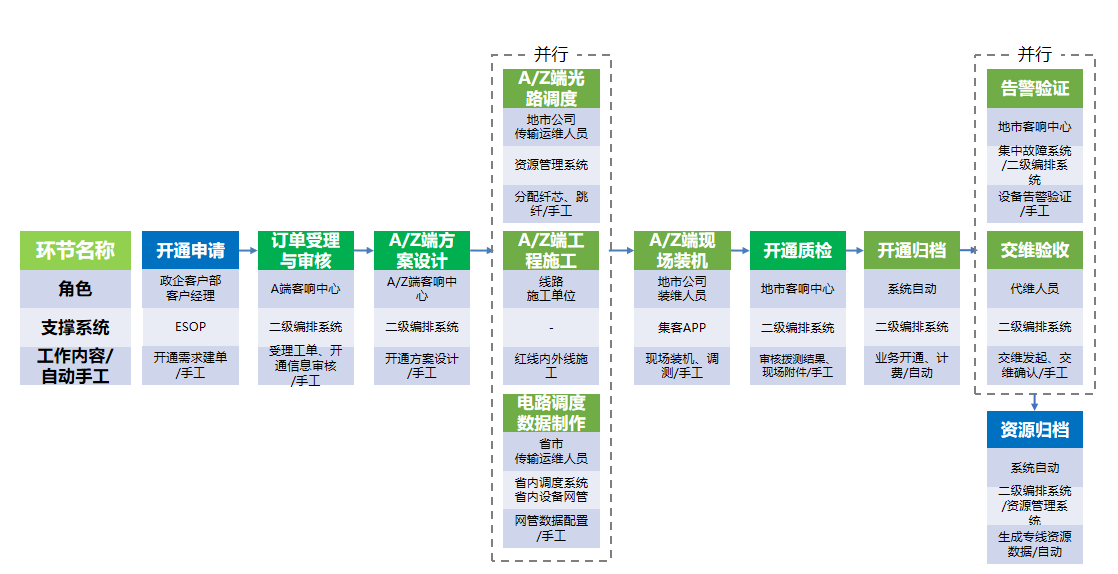 环节名称
角色
支撑系统
工作内容/
自动手工
开通申请
政企客户部
客户经理
ESOP
开通需求建单
/手工
订单受理
与审核
A端客响中心
二级编排系统
受理工单、开
通信息审核
/手工
A/Z端方
案设计
A/Z端客响中
心
二级编排系统
开通方案设计
/手工
并行
A/Z端光
路调度
地市公司
传输运维人员
资源管理系统
分配纤芯、跳
纤/手工
A/Z端工
程施工
线路
施工单位
-
红线内外线施
工
电路调度
数据制作
省市
传输运维人员
省内调度系统
省内设备网管
网管数据配置
/手工
A/Z端现
场装机
地市公司
装维人员
集客APP
现场装机、调
测/手工
开通质检
地市客响中心
二级编排系统
审核拨测结果、
现场附件/手工
开通归档
系统自动
二级编排系统
业务开通、计
费/自动
并行
告警验证
地市客响中心
集中故障系统
/二级编排系
统
设备告警验证
/手工
交维验收
代维人员
二级编排系统
交维发起、交
维确认/手工
资源归档
系统自动
二级编排系统
/资源管理系
统
生成专线资源
数据/自动